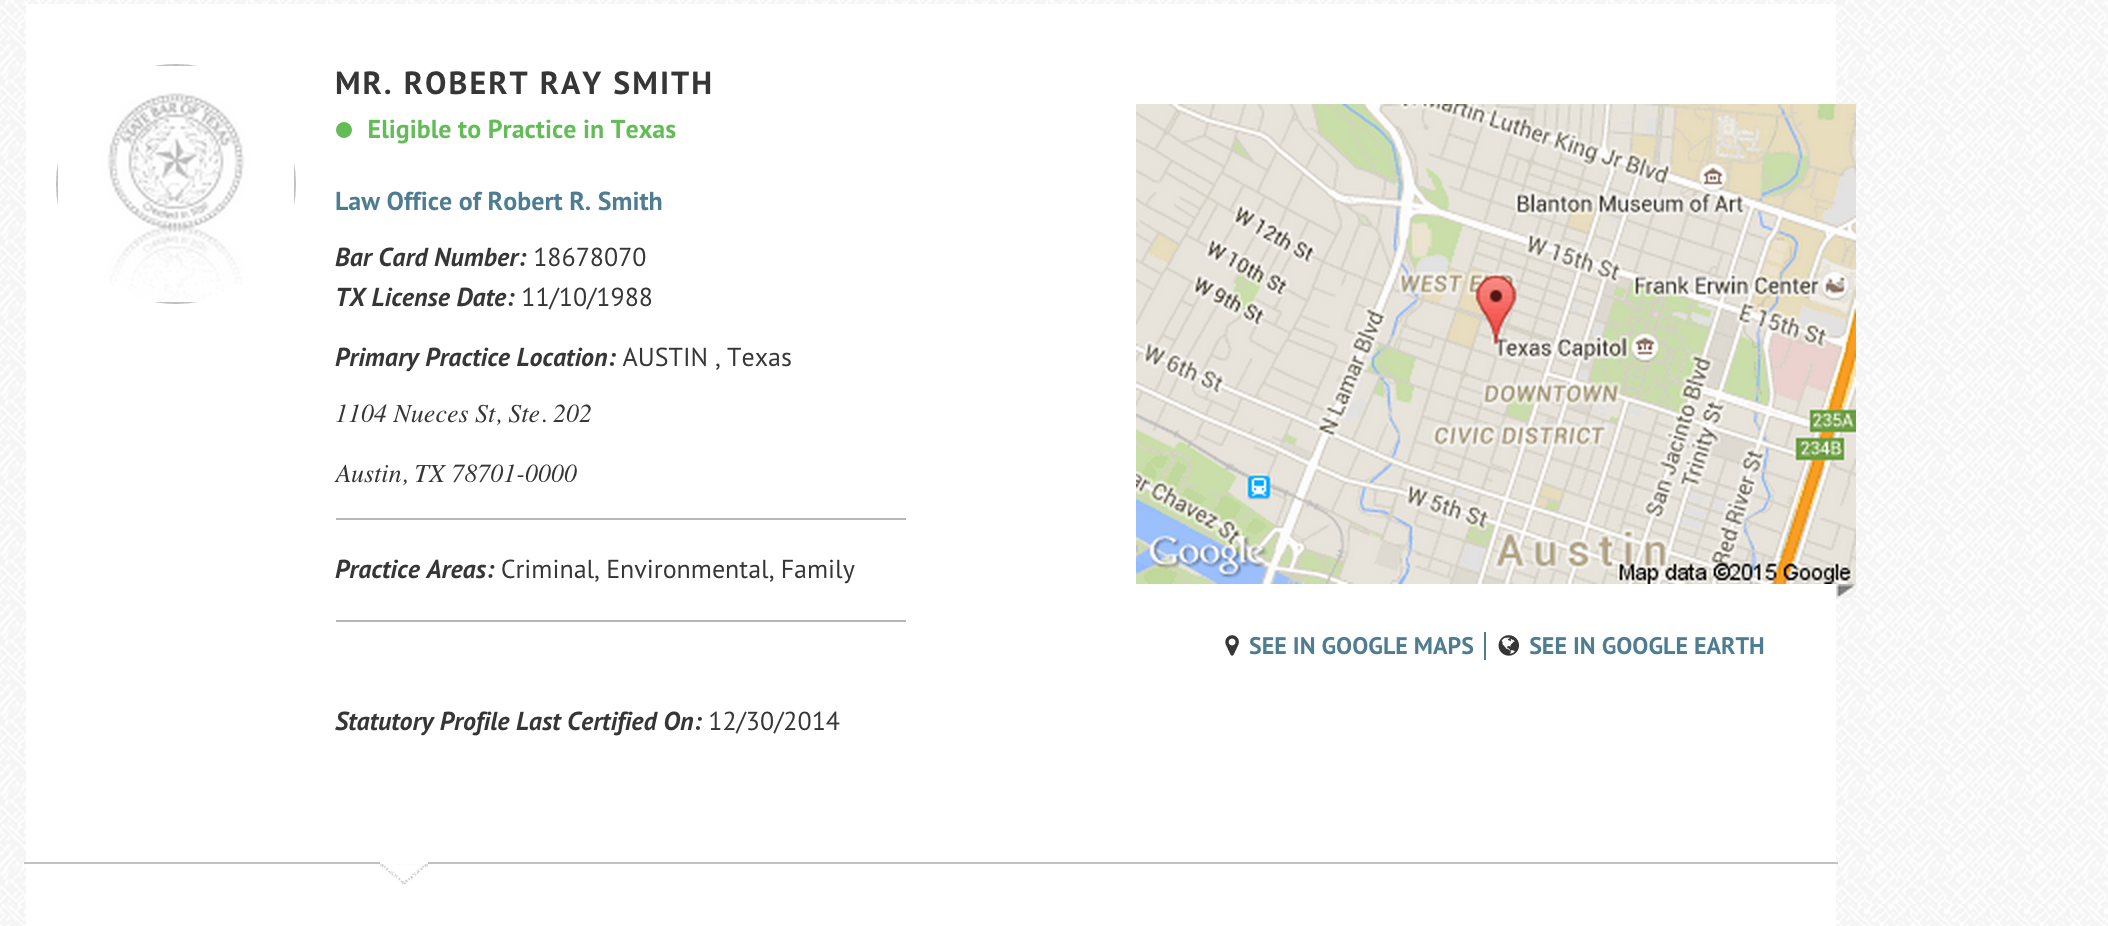 STATE BAR OF TEXAS
MR. ROBERT RAY SMITH
Eligible to Practice in Texas
Law Office of Robert R. Smith
Bar Card Number: 18678070
TX License Date: 11/10/1988
Primary Practice Location: AUSTIN , Texas
1104 Nueces St, Ste. 202
Austin, TX 78701-0000
Practice Areas: Criminal, Environmental, Family
Statutory Profile Last Certified On: 12/30/2014
Martin Luther King Jr Blvd
Blanton Museum of Art
W 12th St
W 15th St
W 10th St
WEST
Frank Erwin Center
W 9th St
E 15th St
Texas Capitol
W 6th St
N Lamar Blvd
DOWNTOWN
235A
CIVIC DISTRICT
234B
San Jacinto Blvd
Trinity St
Red River St
W 5th St
ar Chavez St
Google
Austin
Map data ©2015 Google
SEE IN GOOGLE MAPS | SEE IN GOOGLE EARTH